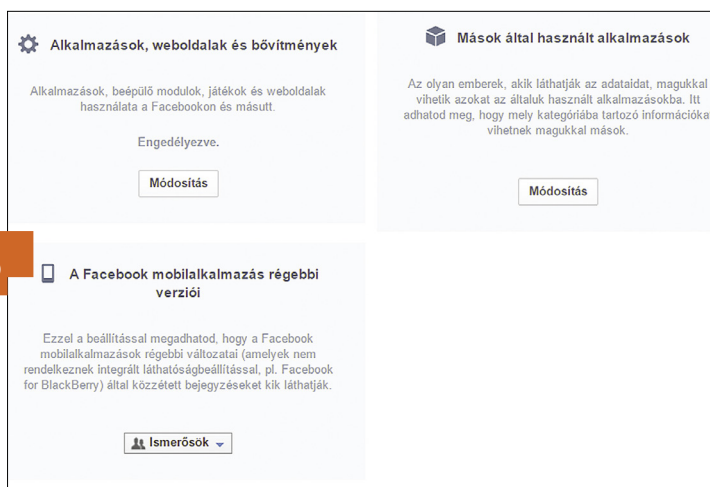 Alkalmazások, weboldalak és bővítmények
Alkalmazások, beépülő modulok, játékok és weboldalak
használata a Facebookon és másutt.
Engedélyezve.
Módosítás
Mások által használt alkalmazások
Az olyan emberek, akik láthatják az adataidat, magukkal
vihetik azokat az általuk használt alkalmazásokba. Itt
adhatod meg, hogy mely kategóriába tartozó információka
vihetnek magukkal mások.
Módosítás
A Facebook mobilalkalmazás régebbi
verziói
Ezzel a beállítással megadhatod, hogy a Facebook
mobilalkalmazások régebbi változatai (amelyek nem
rendelkeznek integrált láthatóságbeállítással, pl. Facebook
for BlackBerry) által közzétett bejegyzéseket kik láthatják.
Ismerősök